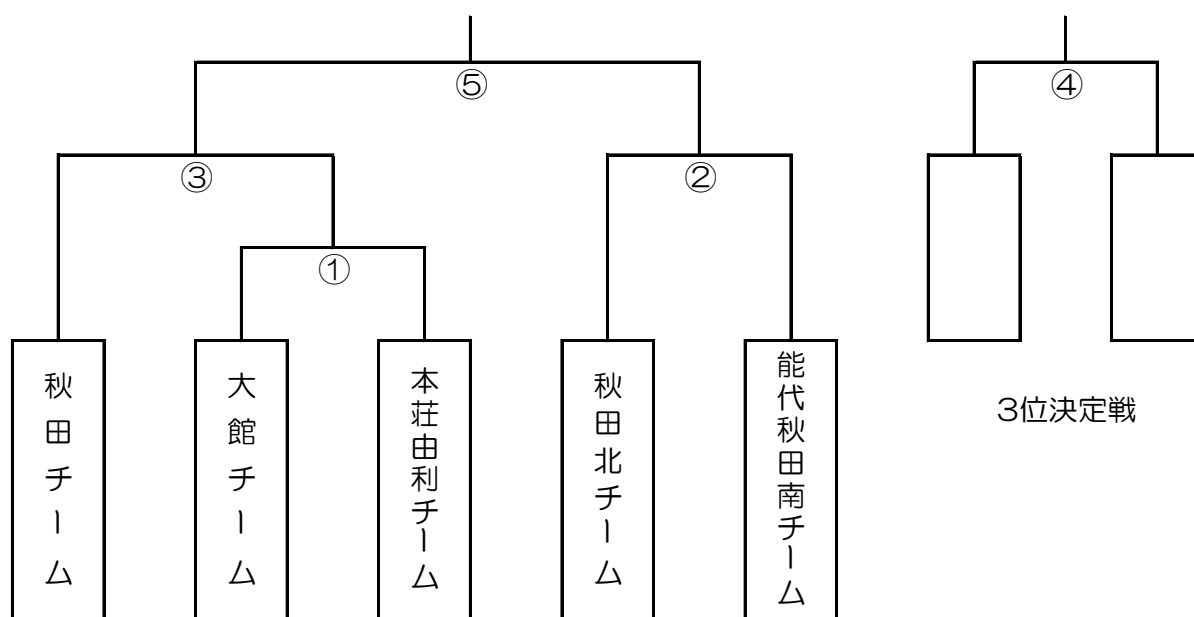 ⑤
④
③
②
①
秋田チーム
大館チーム
本荘由利チーム
秋田北チーム
能代秋田南チーム
3位決定戦